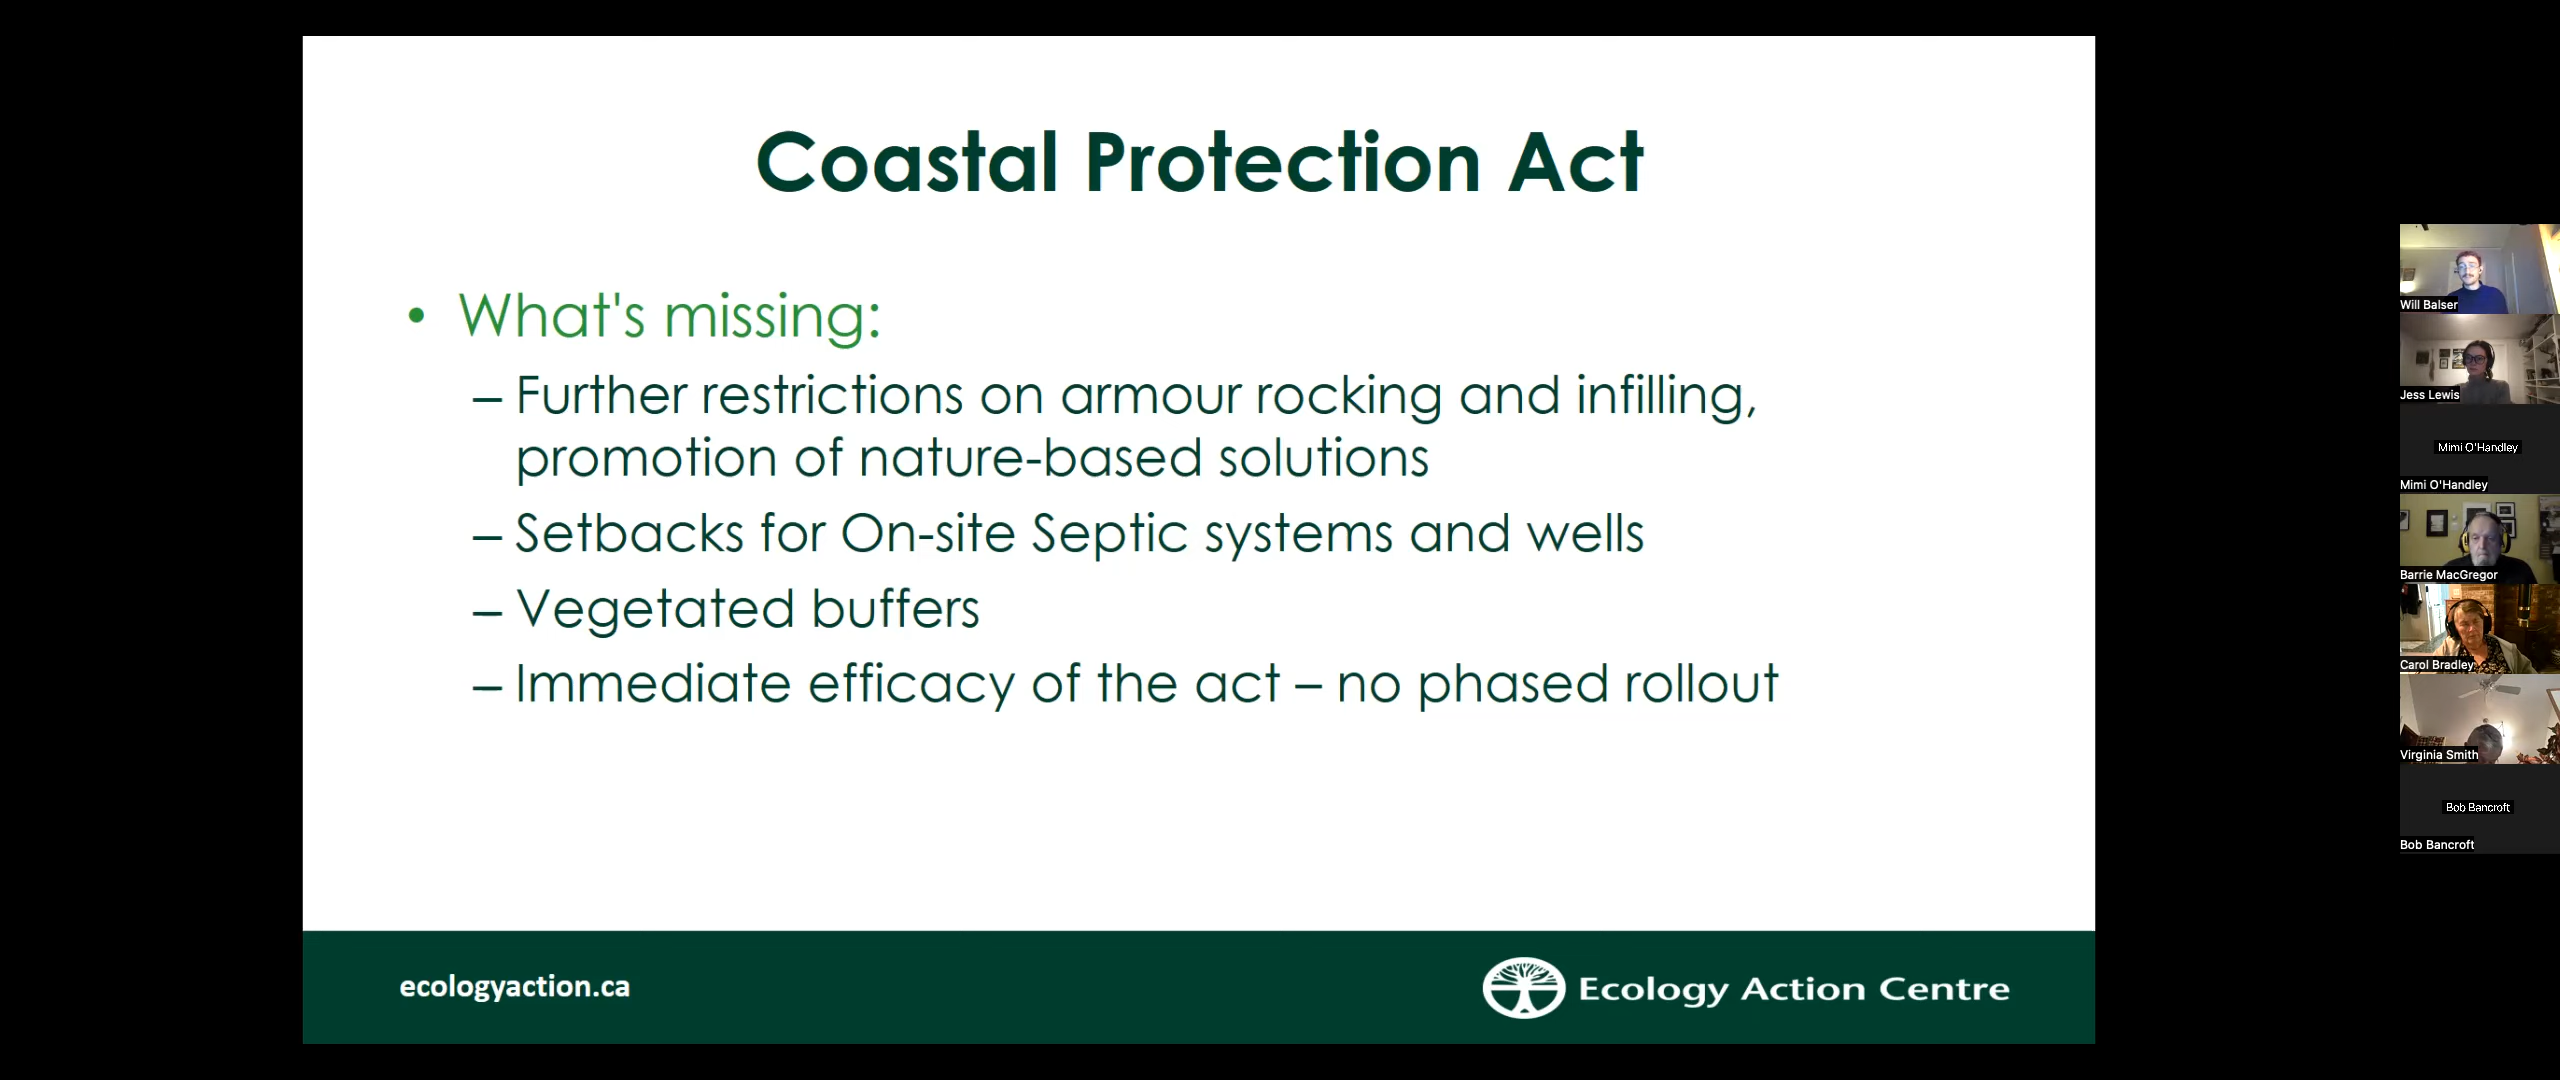 Coastal Protection Act
• What's missing:
– Further restrictions on armour rocking and infilling,
promotion of nature-based solutions
– Setbacks for On-site Septic systems and wells
– Vegetated buffers
– Immediate efficacy of the act – no phased rollout
ecologyaction.ca
Ecology Action Centre
Will Balser
Jess Lewis
Mimi O'Handley
Mimi O'Handley
Barrie MacGregor
Carol Bradley
Virginia Smith
Bob Bancroft
Bob Bancroft